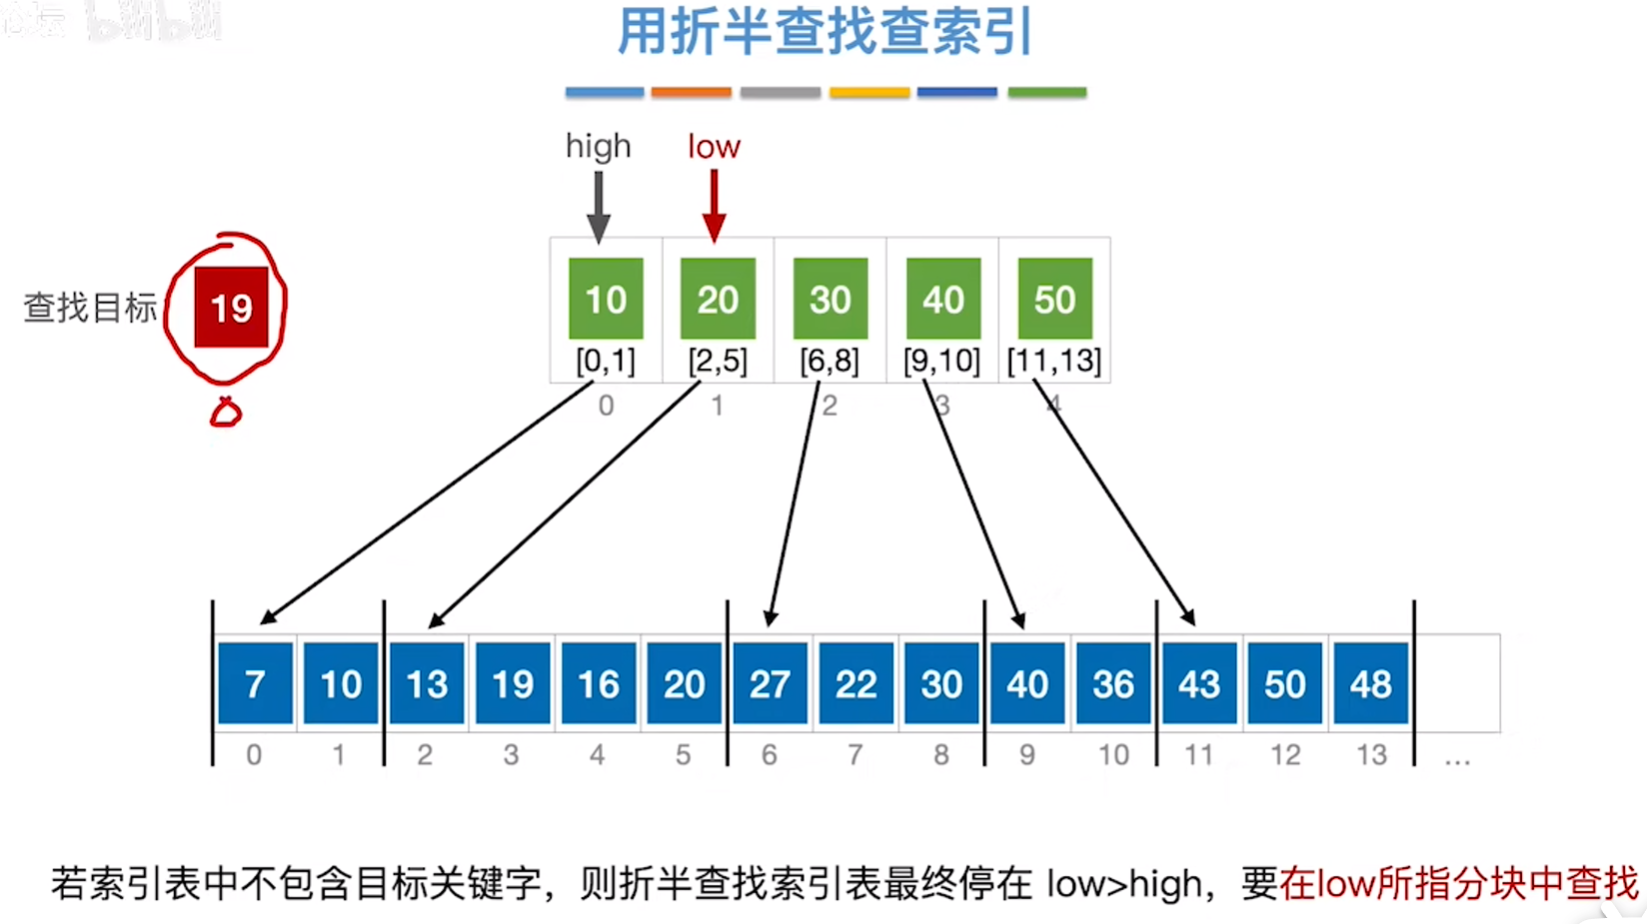 用折半查找查索引
high low
查找目标 19
10 20 30 40 50
[0,1] [2,5] [6,8] [9,10] [11,13]
0 1 2 3 4
7 10 13 19 16 20 27 22 30 40 36 43 50 48
0 1 2 3 4 5 6 7 8 9 10 11 12 13 ...
若索引表中不包含目标关键字，则折半查找索引表最终停在 low>high，要在low所指分块中查找